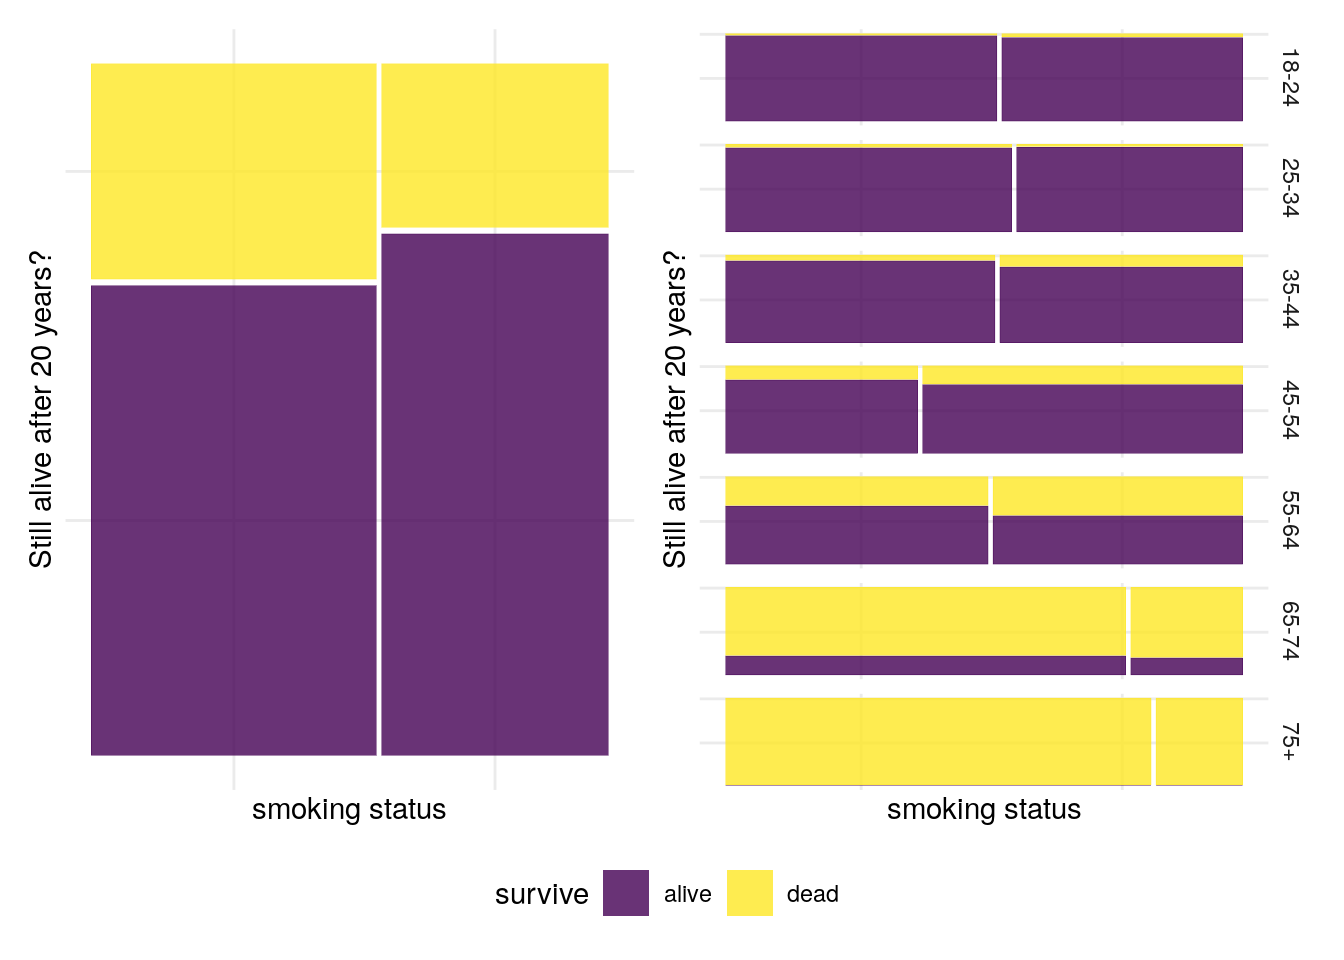 Still alive after 20 years?
smoking status
Still alive after 20 years?
18-24
25-34
35-44
45-54
55-64
65-74
75+
smoking status
survive alive dead